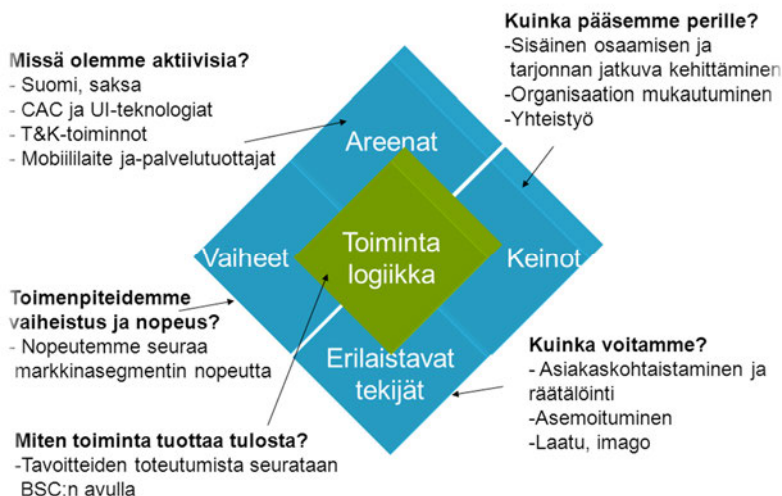 Missä olemme aktiivisia?
- Suomi, saksa
- CAC ja UI-teknologiat
- T&K-toiminnot
- Mobiililaite ja-palvelutuottajat
Kuinka pääsemme perille?
-Sisäinen osaamisen ja
tarjonnan jatkuva kehittäminen
-Organisaation mukautuminen
-Yhteistyö
Areenat
Vaiheet
Toiminta
logiikka
Keinot
Erilaistavat
tekijät
Toimenpiteidemme
vaiheistus ja nopeus?
- Nopeutemme seuraa
markkinasegmentin nopeutta
Kuinka voitamme?
- Asiakaskohtaistaminen ja
räätälöinti
-Asemoituminen
-Laatu, imago
Miten toiminta tuottaa tulosta?
-Tavoitteiden toteutumista seurataan
BSC:n avulla